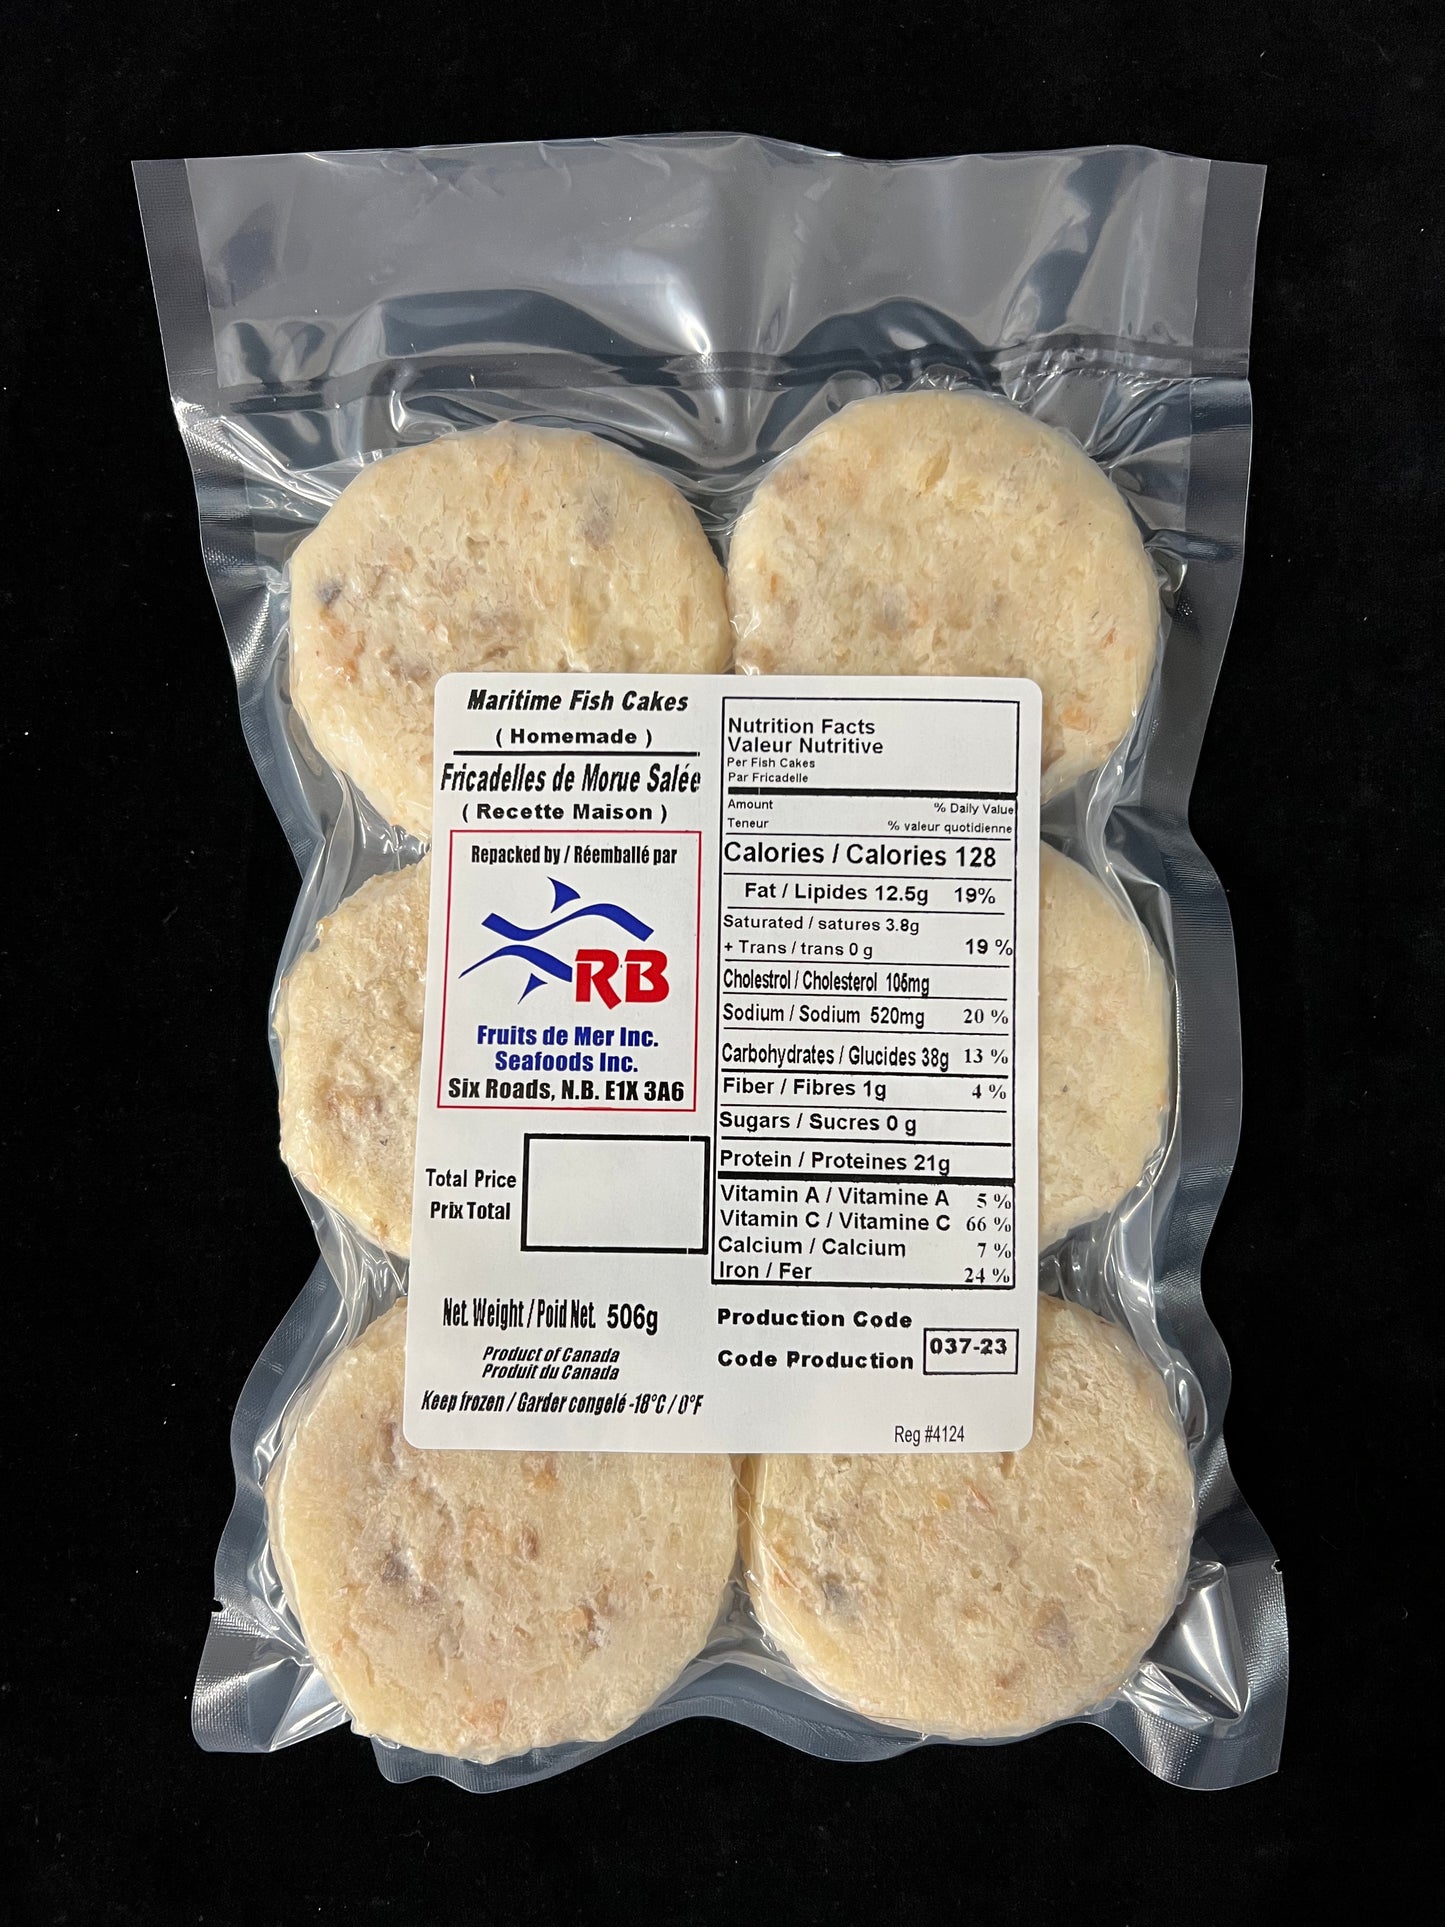 Maritime Fish Cakes
( Homemade )
Fricadelles de Morue Salée
( Recette Maison )
Repacked by / Réemballé par
RB
Fruits de Mer Inc.
Seafoods Inc.
Six Roads, N.B. E1X 3A6
Total Price
Prix Total
Net. Weight / Poid Net. 506g
Product of Canada
Produit du Canada
Keep frozen / Garder congelé -18°C / 0°F
Nutrition Facts
Valeur Nutritive
Per Fish Cakes
Par Fricadelle
Amount % Daily Value
Teneur % valeur quotidienne
Calories / Calories 128
Fat / Lipides 12.5g 19%
Saturated / satures 3.8g
+ Trans / trans 0 g 19 %
Cholestrol / Cholesterol 106mg
Sodium / Sodium 520mg 20 %
Carbohydrates / Glucides 38g 13 %
Fiber / Fibres 1g 4 %
Sugars / Sucres 0 g
Protein / Proteines 21g
Vitamin A / Vitamine A 5 %
Vitamin C / Vitamine C 66 %
Calcium / Calcium 7 %
Iron / Fer 24 %
Production Code
Code Production 037-23
Reg #4124